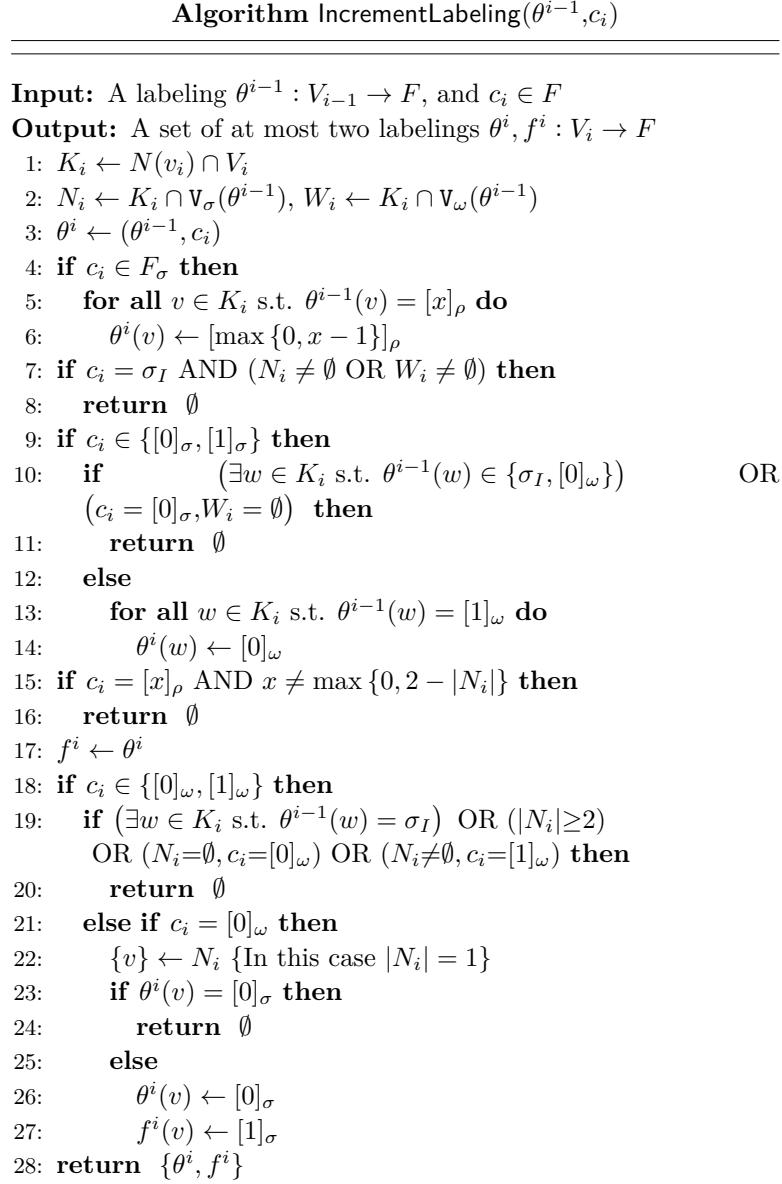 Algorithm IncrementLabeling(θ^{i−1},c_i)
Input: A labeling θ^{i−1} : V_{i−1} → F, and c_i ∈ F
Output: A set of at most two labelings θ^i, f^i : V_i → F
1: K_i ← N(v_i) ∩ V_i
2: N_i ← K_i ∩ V_σ(θ^{i−1}), W_i ← K_i ∩ V_ω(θ^{i−1})
3: θ^i ← (θ^{i−1}, c_i)
4: if c_i ∈ F_σ then
5: for all v ∈ K_i s.t. θ^{i−1}(v) = [x]_ρ do
6: θ^i(v) ← [max {0, x − 1}]_ρ
7: if c_i = σ_I AND (N_i ≠ ∅ OR W_i ≠ ∅) then
8: return ∅
9: if c_i ∈ {[0]_σ, [1]_σ} then
10: if (∃w ∈ K_i s.t. θ^{i−1}(w) ∈ {σ_I, [0]_ω}) OR
(c_i = [0]_σ,W_i = ∅) then
11: return ∅
12: else
13: for all w ∈ K_i s.t. θ^{i−1}(w) = [1]_ω do
14: θ^i(w) ← [0]_ω
15: if c_i = [x]_ρ AND x ≠ max {0, 2 − |N_i|} then
16: return ∅
17: f^i ← θ^i
18: if c_i ∈ {[0]_ω, [1]_ω} then
19: if (∃w ∈ K_i s.t. θ^{i−1}(w) = σ_I) OR (|N_i|≥2)
OR (N_i=∅, c_i=[0]_ω) OR (N_i≠∅, c_i=[1]_ω) then
20: return ∅
21: else if c_i = [0]_ω then
22: {v} ← N_i {In this case |N_i| = 1}
23: if θ^i(v) = [0]_σ then
24: return ∅
25: else
26: θ^i(v) ← [0]_σ
27: f^i(v) ← [1]_σ
28: return {θ^i, f^i}